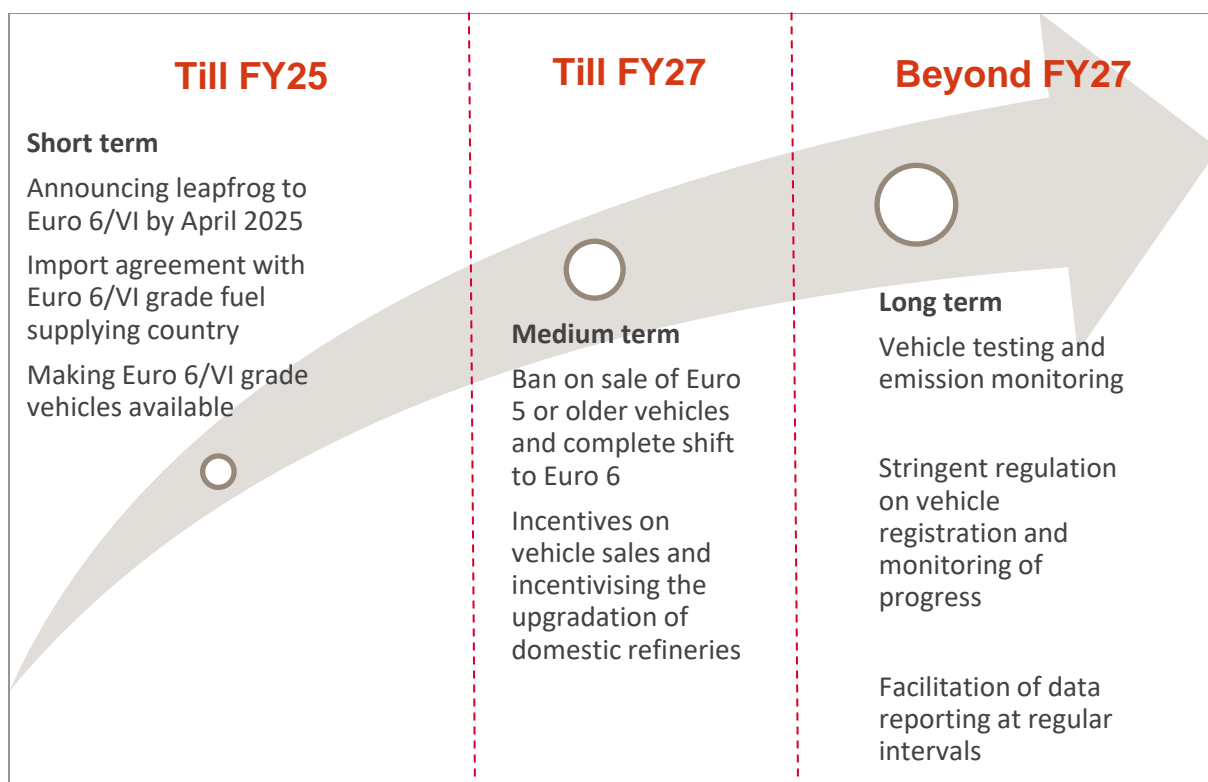 Till FY25
Short term
Announcing leapfrog to
Euro 6/VI by April 2025
Import agreement with
Euro 6/VI grade fuel
supplying country
Making Euro 6/VI grade
vehicles available
Till FY27
Medium term
Ban on sale of Euro
5 or older vehicles
and complete shift
to Euro 6
Incentives on
vehicle sales and
incentivising the
upgradation of
domestic refineries
Beyond FY27
Long term
Vehicle testing and
emission monitoring
Stringent regulation
on vehicle
registration and
monitoring of
progress
Facilitation of data
reporting at regular
intervals